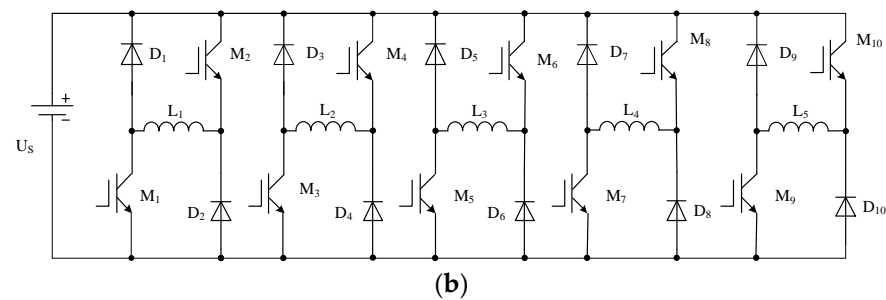 D₁ M₂ D₃ M₄ D₅ M₆ D₇ M₈ D₉ M₁₀
+
−
L₁ L₂ L₃ L₄ L₅
U_S
M₁ D₂ M₃ D₄ M₅ D₆ M₇ D₈ M₉ D₁₀
(b)